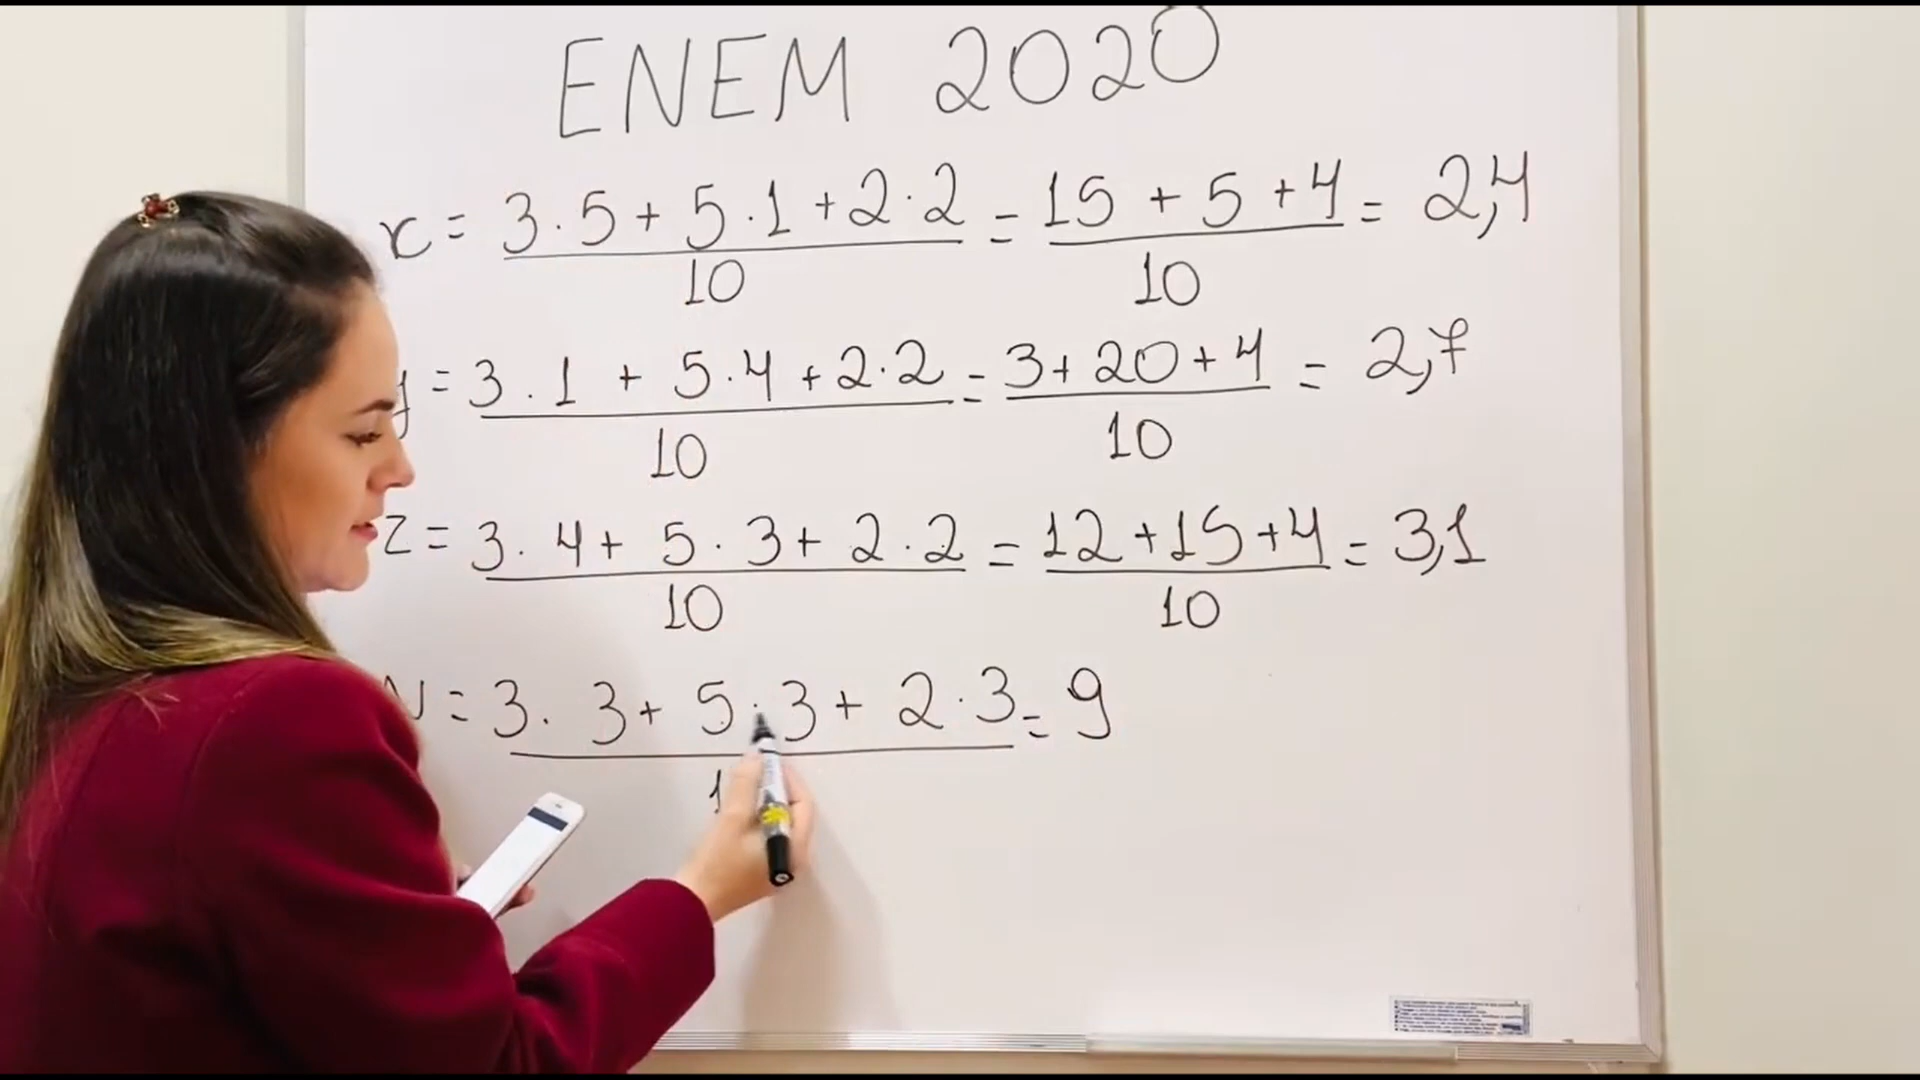 ENEM 2020
x = 3.5 + 5.1 + 2.2 = 15 + 5 + 4 = 2,4
10 10
y = 3.1 + 5.4 + 2.2 = 3 + 20 + 4 = 2,7
10 10
z = 3.4 + 5.3 + 2.2 = 12 + 15 + 4 = 3,1
10 10
= 3.3 + 5.3 + 2.3 = 9
1